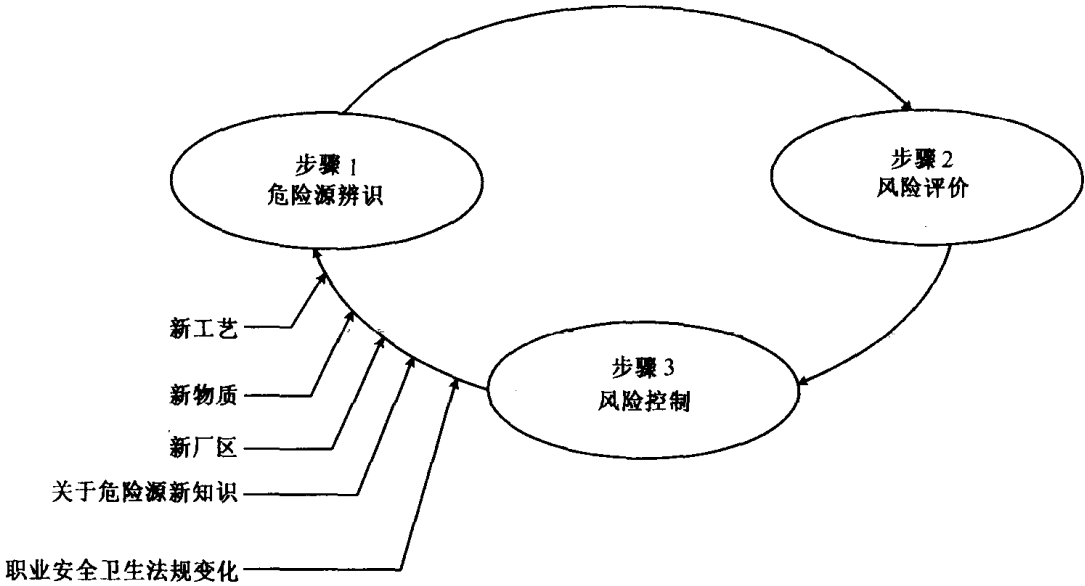 步骤 1
危险源辨识
步骤 2
风险评价
步骤 3
风险控制
新工艺
新物质
新厂区
关于危险源新知识
职业安全卫生法规变化